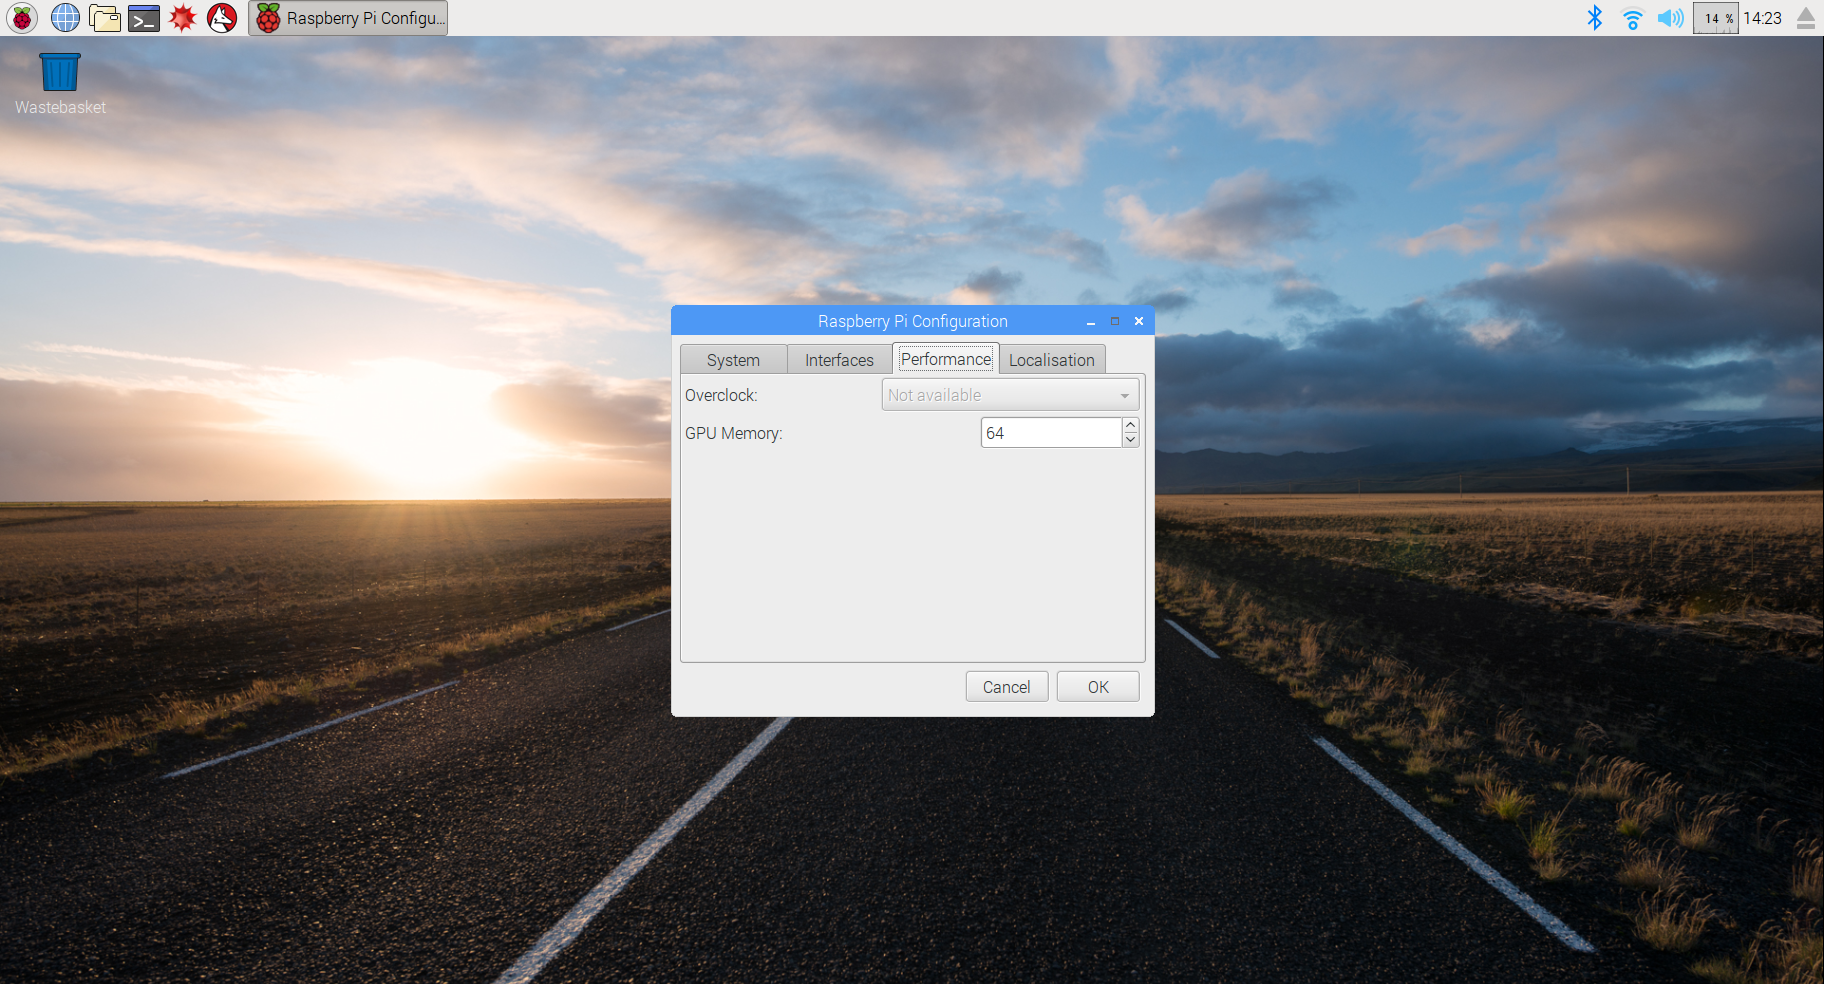 Raspberry Pi Configu...
14 %
14:23
Wastebasket
Raspberry Pi Configuration
System
Interfaces
Performance
Localisation
Overclock:
Not available
GPU Memory:
64
Cancel
OK